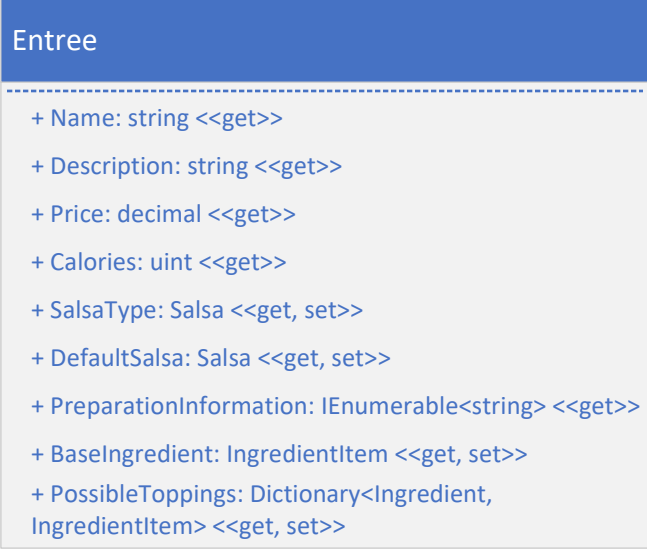 Entree
+ Name: string <<get>>
+ Description: string <<get>>
+ Price: decimal <<get>>
+ Calories: uint <<get>>
+ SalsaType: Salsa <<get, set>>
+ DefaultSalsa: Salsa <<get, set>>
+ PreparationInformation: IEnumerable<string> <<get>>
+ BaseIngredient: IngredientItem <<get, set>>
+ PossibleToppings: Dictionary<Ingredient,
IngredientItem> <<get, set>>